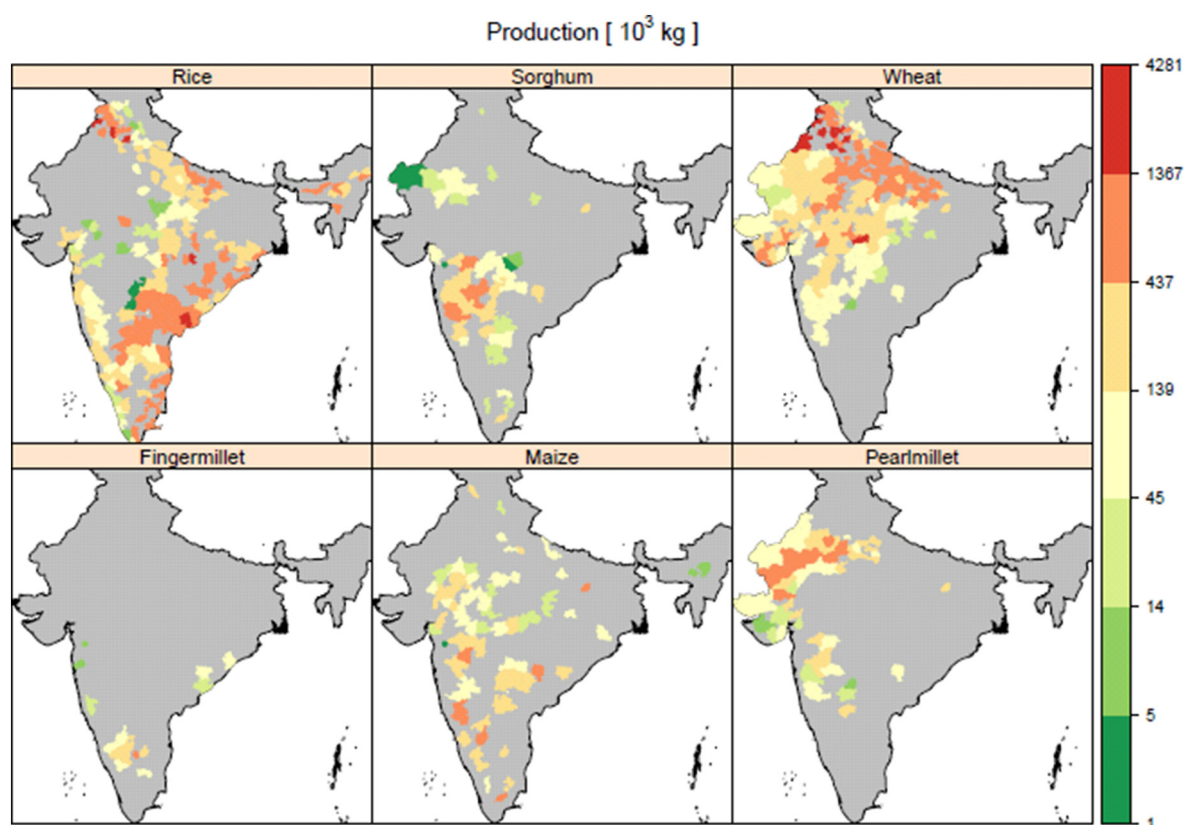 Production [ 10³ kg ]
Rice Sorghum Wheat
4281
1367
437
139
45
14
5
1
Fingermillet Maize Pearlmillet